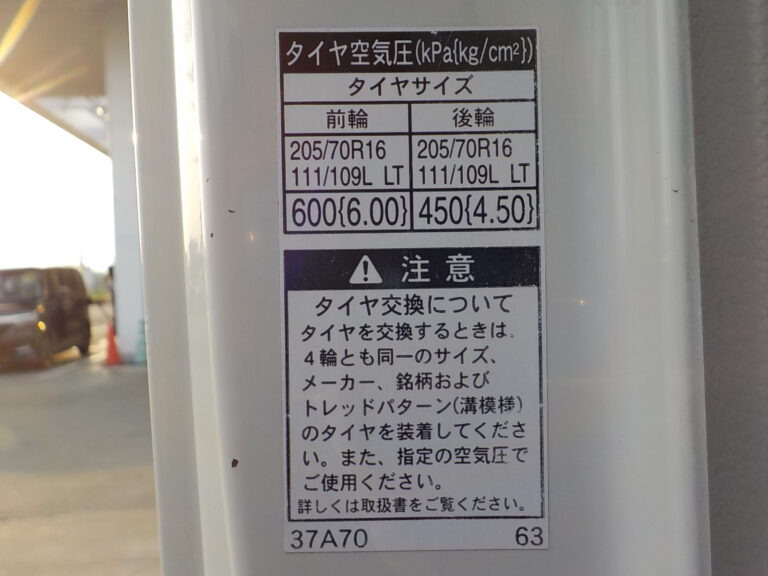 タイヤ空気圧(kPa{kg/cm²})
タイヤサイズ
前輪 後輪
205/70R16 205/70R16
111/109L LT 111/109L LT
600{6.00} 450{4.50}
注意
タイヤ交換について
タイヤを交換するときは、
4輪とも同一のサイズ、
メーカー、銘柄および
トレッドパターン(溝模様)
のタイヤを装着してくださ
い。また、指定の空気圧で
ご使用ください。
詳しくは取扱書をご覧ください。
37A70 63